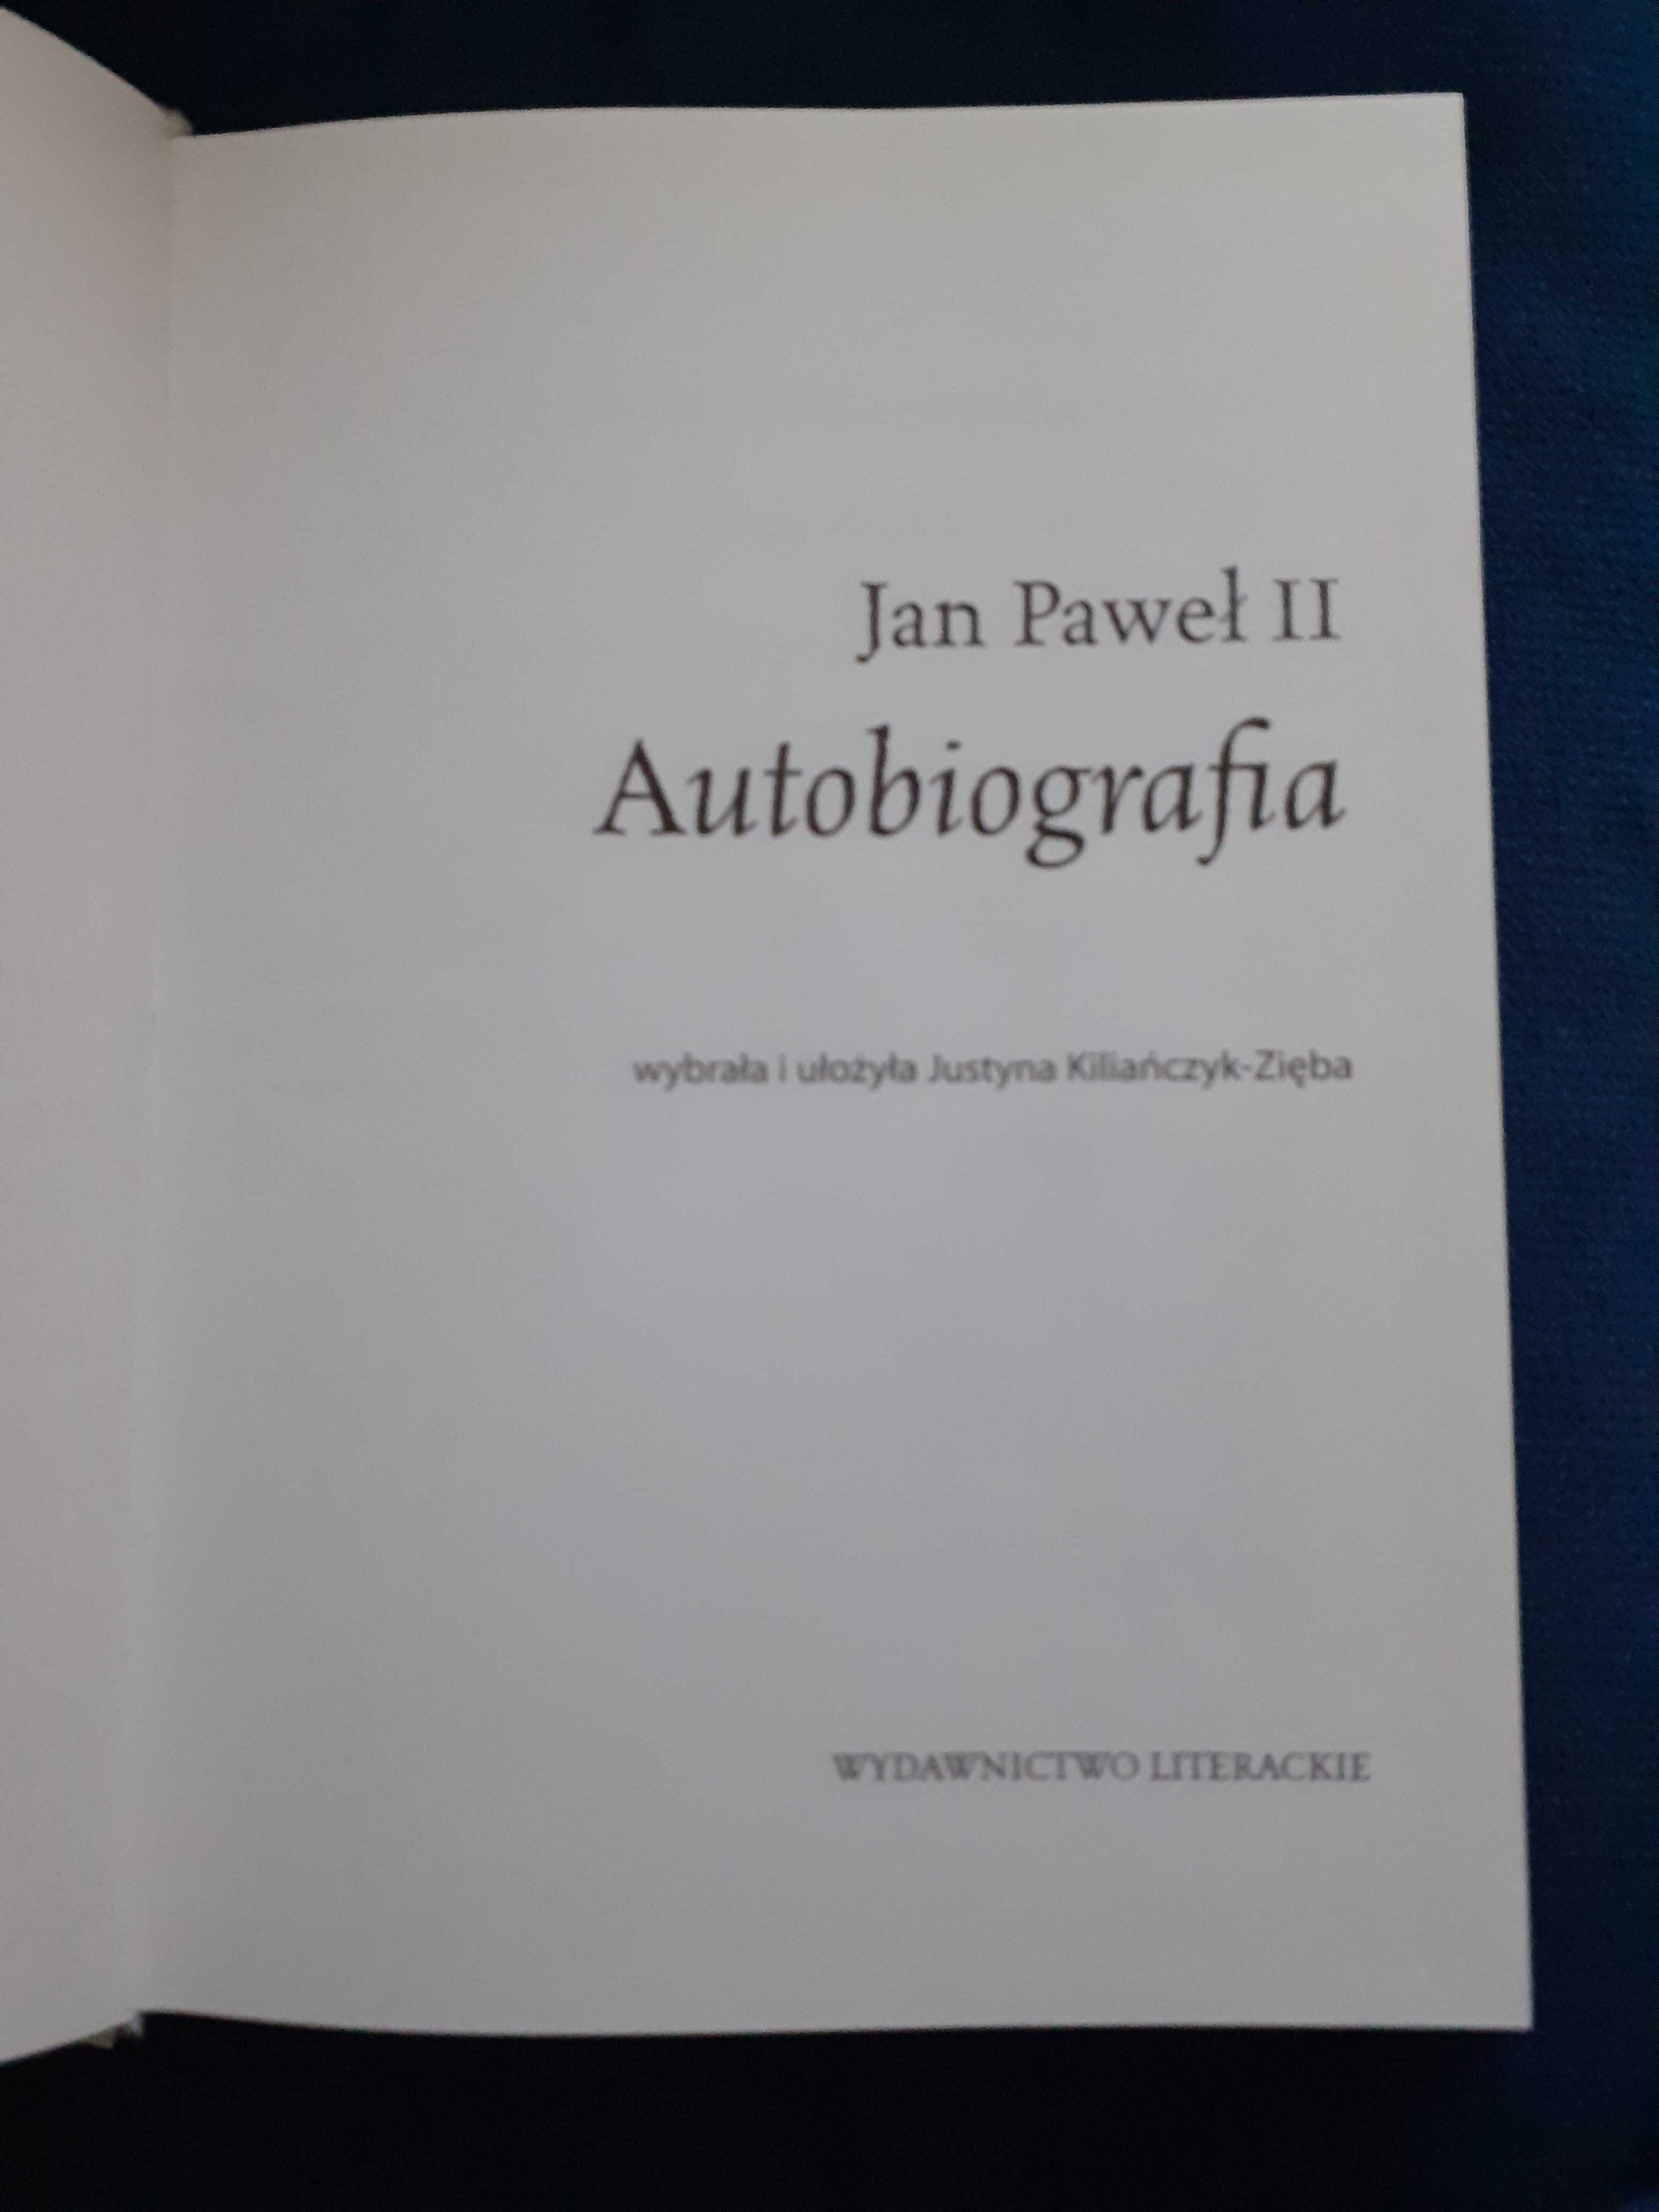 Jan Paweł II
Autobiografia
wybrała i ułożyła Justyna Kiliańczyk-Zięba
WYDAWNICTWO LITERACKIE